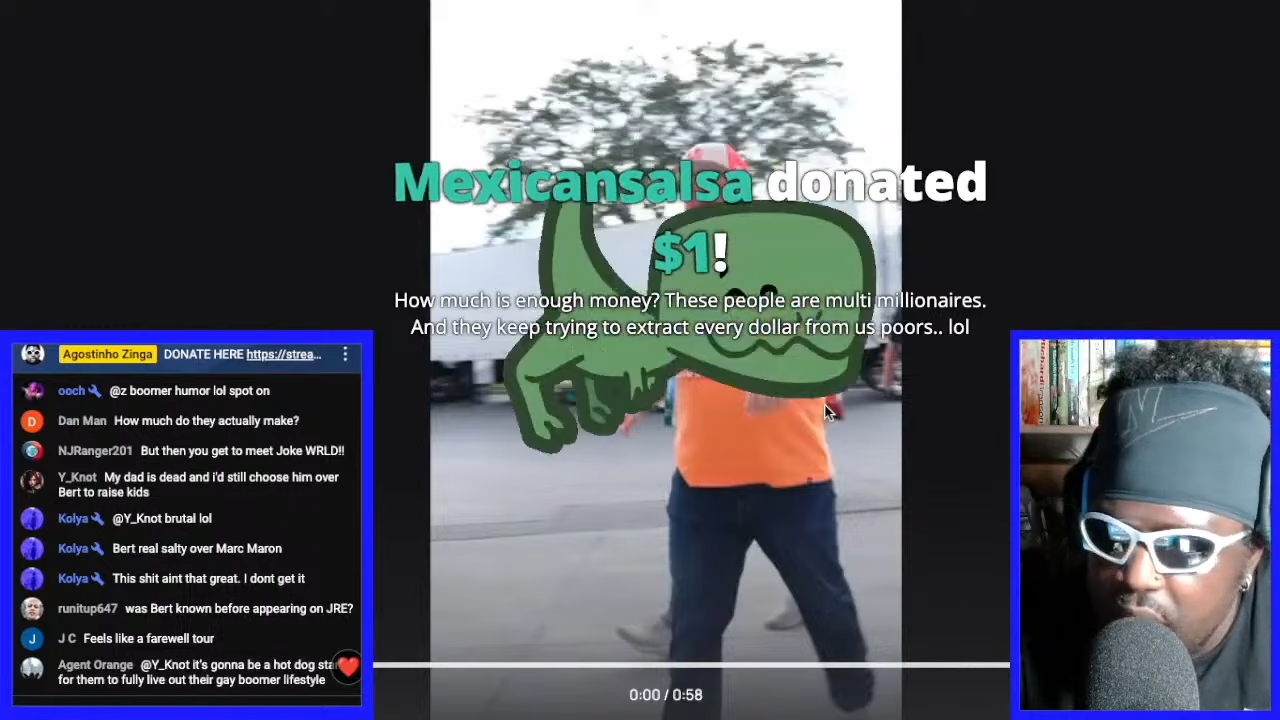 Mexicansalsa donated
$1!
How much is enough money? These people are multi millionaires.
And they keep trying to extract every dollar from us poors.. lol
Agostinho Zinga DONATE HERE https://strea...
ooch @z boomer humor lol spot on
D Dan Man How much do they actually make?
NJRanger201 But then you get to meet Joke WRLD!!
Y_Knot My dad is dead and i'd still choose him over
Bert to raise kids
Kolya @Y_Knot brutal lol
Kolya Bert real salty over Marc Maron
Kolya This shit aint that great. I dont get it
runitup647 was Bert known before appearing on JRE?
J J C Feels like a farewell tour
Agent Orange @Y_Knot it's gonna be a hot dog sta
for them to fully live out their gay boomer lifestyle
0:00 / 0:58